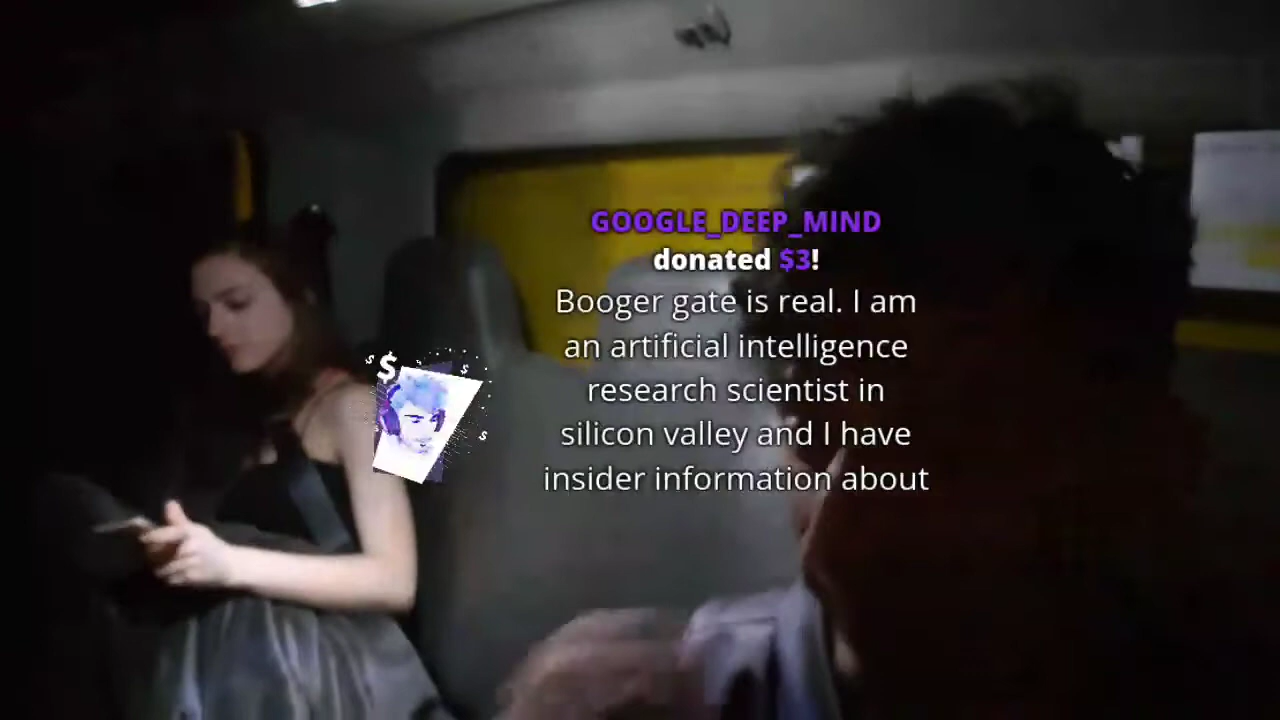 GOOGLE_DEEP_MIND
donated $3!
Booger gate is real. I am
an artificial intelligence
research scientist in
silicon valley and I have
insider information about